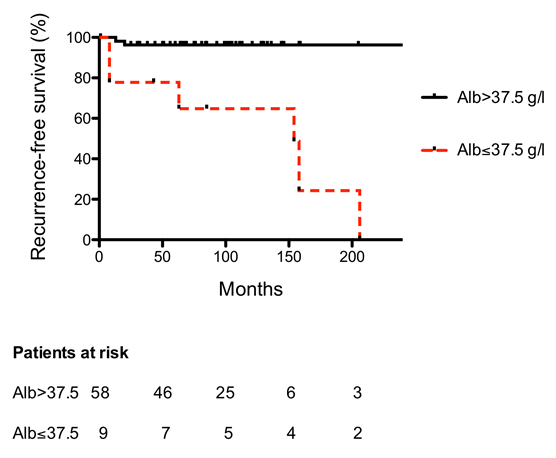 Recurrence-free survival (%)
100
80
60
40
20
0
0 50 100 150 200
Months
Alb>37.5 g/l
Alb≤37.5 g/l
Patients at risk
Alb>37.5 58 46 25 6 3
Alb≤37.5 9 7 5 4 2